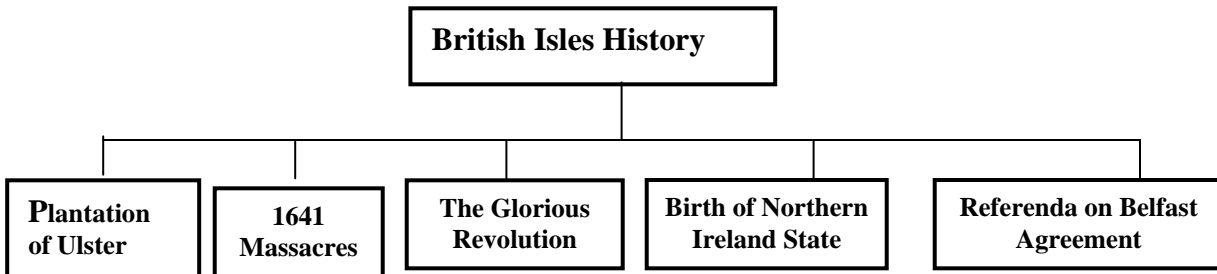 British Isles History
Plantation
of Ulster
1641
Massacres
The Glorious
Revolution
Birth of Northern
Ireland State
Referenda on Belfast
Agreement